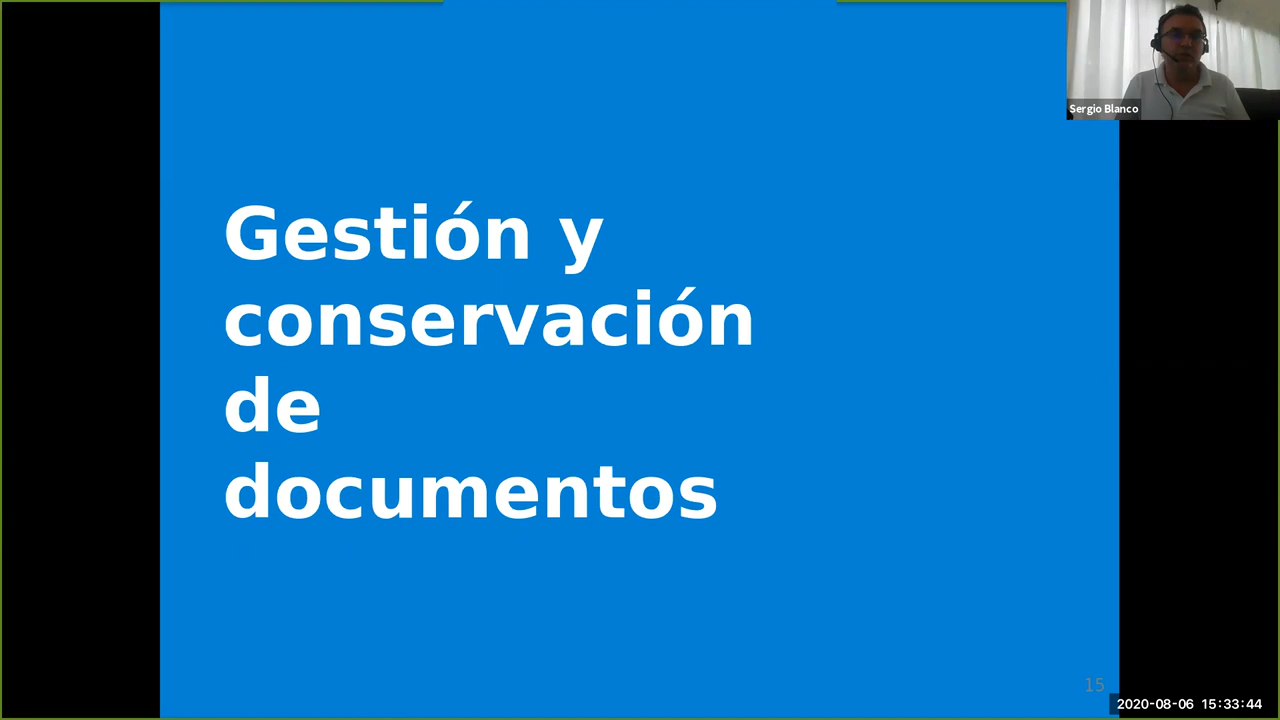 Sergio Blanco
Gestión y
conservación
de
documentos
15
2020-08-06 15:33:44